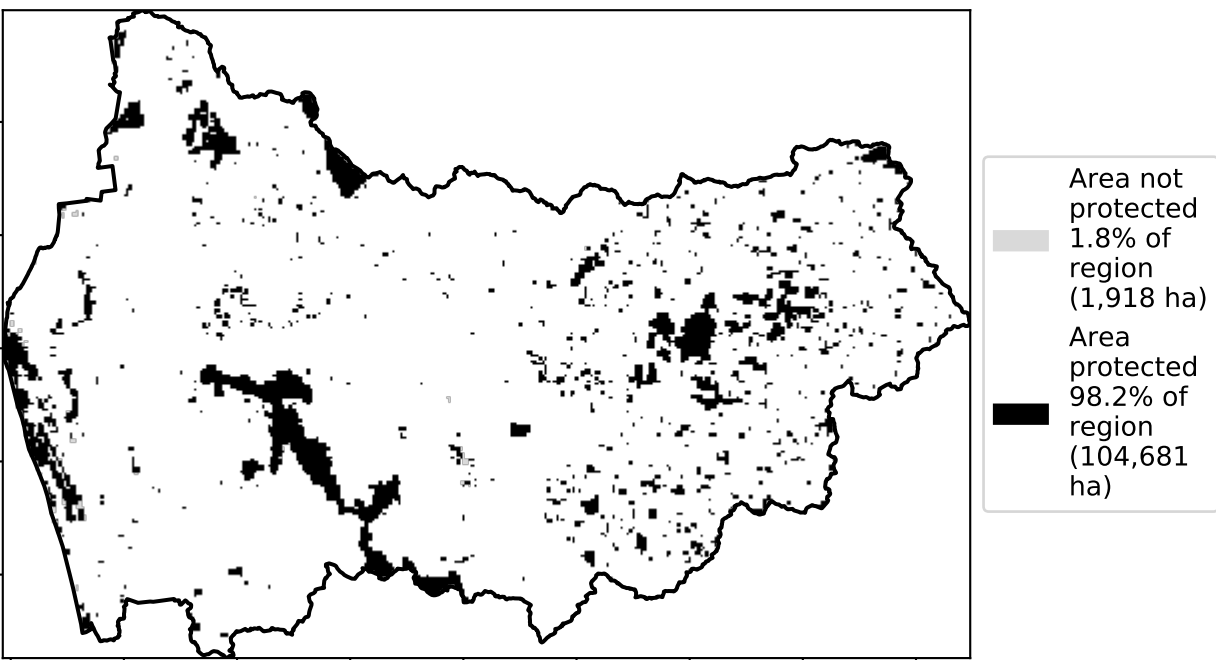 Area not
protected
1.8% of
region
(1,918 ha)
Area
protected
98.2% of
region
(104,681
ha)